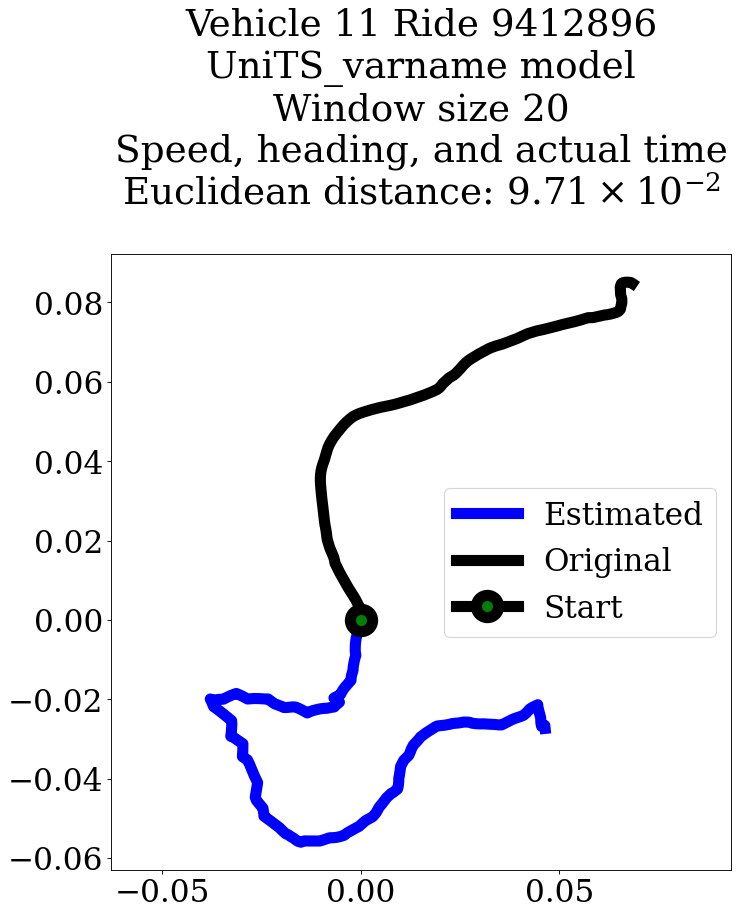 Vehicle 11 Ride 9412896
UniTS_varname model
Window size 20
Speed, heading, and actual time
Euclidean distance: 9.71 × 10⁻²
0.08
0.06
0.04
0.02
0.00
−0.02
−0.04
−0.06
Estimated
Original
Start
−0.05 0.00 0.05